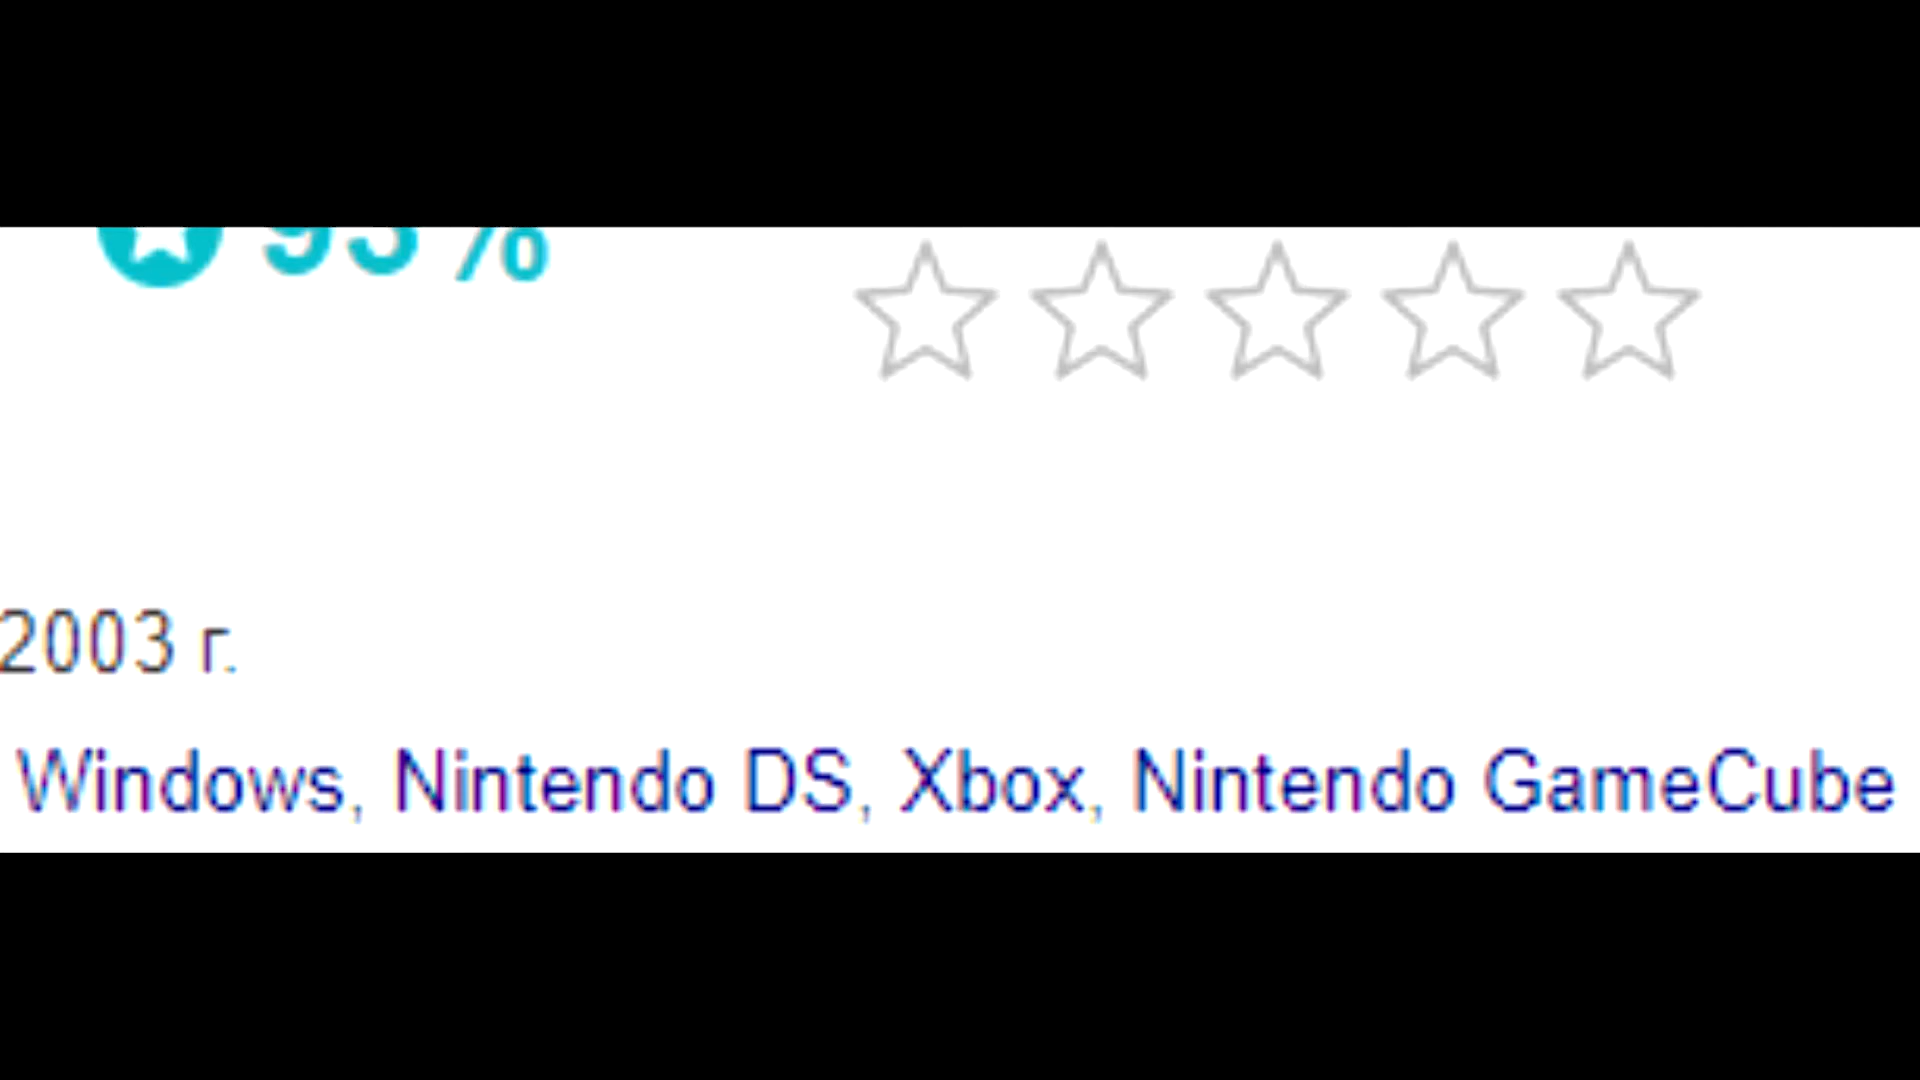 2003 г.
Windows, Nintendo DS, Xbox, Nintendo GameCube